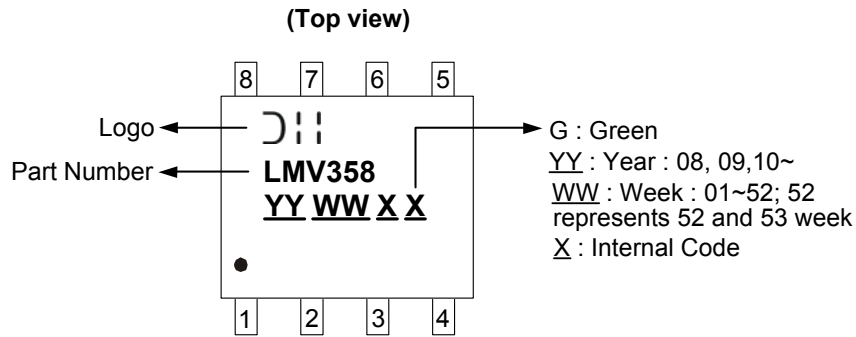 (Top view)
8 7 6 5
Logo
Part Number
LMV358
YY WW X X
G : Green
YY : Year : 08, 09,10~
WW : Week : 01~52; 52
represents 52 and 53 week
X : Internal Code
1 2 3 4